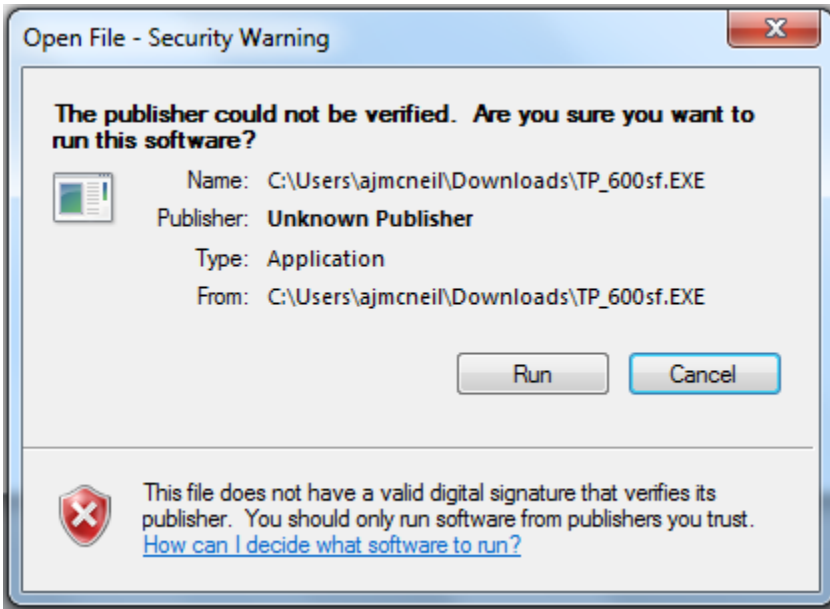 Open File - Security Warning
The publisher could not be verified.  Are you sure you want to
run this software?
Name: C:\Users\ajmcneil\Downloads\TP_600sf.EXE
Publisher: Unknown Publisher
Type: Application
From: C:\Users\ajmcneil\Downloads\TP_600sf.EXE
Run Cancel
This file does not have a valid digital signature that verifies its
publisher.  You should only run software from publishers you trust.
How can I decide what software to run?